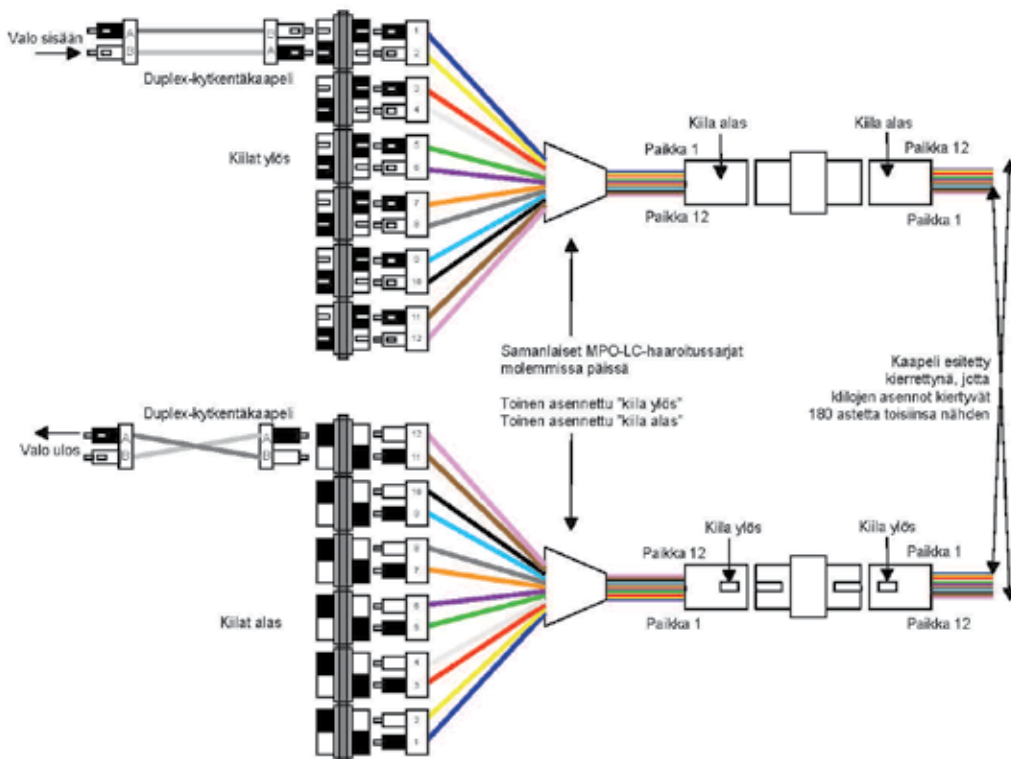 Valo sisään
A
B
B
A
Duplex-kytkentäkaapeli
Kiilat ylös
1
2
3
4
5
6
7
8
9
10
11
12
Paikka 1
Kiila alas
Kiila alas
Paikka 12
Paikka 12
Paikka 1
Samanlaiset MPO-LC-haaroitussarjat
molemmissa päissä
Toinen asennettu "kiila ylös"
Toinen asennettu "kiila alas"
Kaapeli esitetty
kierrettynä, jotta
kiilojen asennot kiertyvät
180 astetta toisiinsa nähden
Duplex-kytkentäkaapeli
Valo ulos
A
B
A
B
Kiilat alas
12
11
10
9
8
7
6
5
4
3
2
1
Paikka 12
Kiila ylös
Kiila ylös
Paikka 1
Paikka 1
Paikka 12